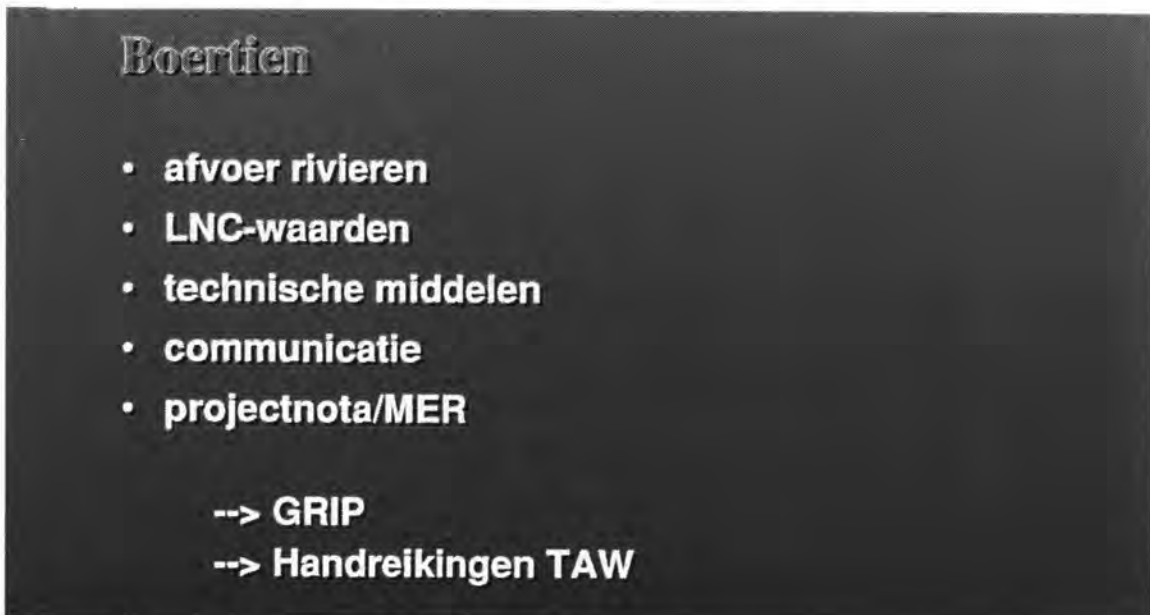 Boertien
• afvoer rivieren
• LNC-waarden
• technische middelen
• communicatie
• projectnota/MER
--> GRIP
--> Handreikingen TAW